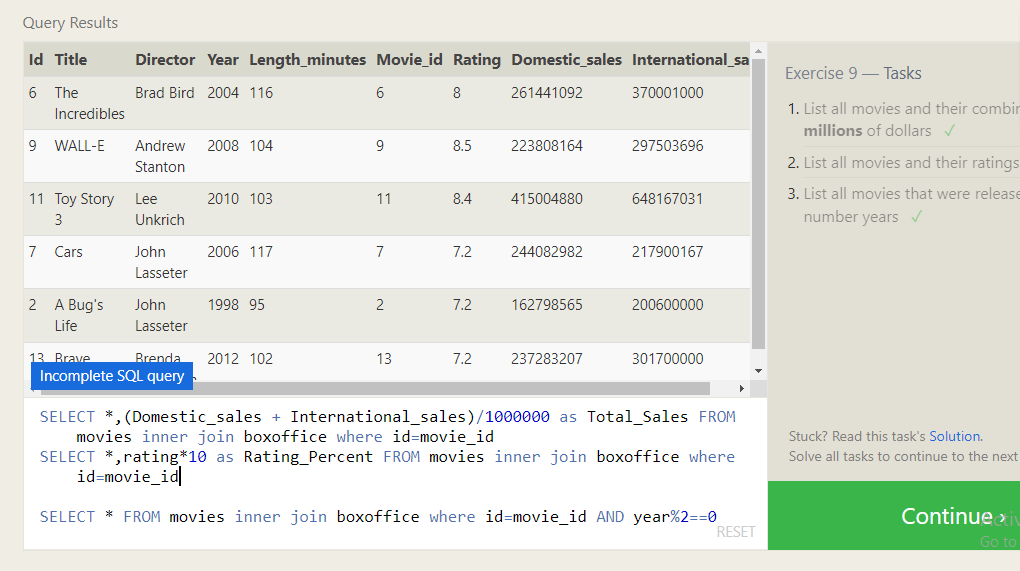 Query Results
Id Title Director Year Length_minutes Movie_id Rating Domestic_sales International_sa
6 The Incredibles Brad Bird 2004 116 6 8 261441092 370001000
9 WALL-E Andrew Stanton 2008 104 9 8.5 223808164 297503696
11 Toy Story 3 Lee Unkrich 2010 103 11 8.4 415004880 648167031
7 Cars John Lasseter 2006 117 7 7.2 244082982 217900167
2 A Bug's Life John Lasseter 1998 95 2 7.2 162798565 200600000
13 Brave Brenda 2012 102 13 7.2 237283207 301700000
Incomplete SQL query
SELECT *,(Domestic_sales + International_sales)/1000000 as Total_Sales FROM
movies inner join boxoffice where id=movie_id
SELECT *,rating*10 as Rating_Percent FROM movies inner join boxoffice where
id=movie_id
SELECT * FROM movies inner join boxoffice where id=movie_id AND year%2==0
RESET
Exercise 9 — Tasks
1. List all movies and their combin
millions of dollars ✓
2. List all movies and their ratings
3. List all movies that were release
number years ✓
Stuck? Read this task's Solution.
Solve all tasks to continue to the next
Continue ›
Activ
Go to